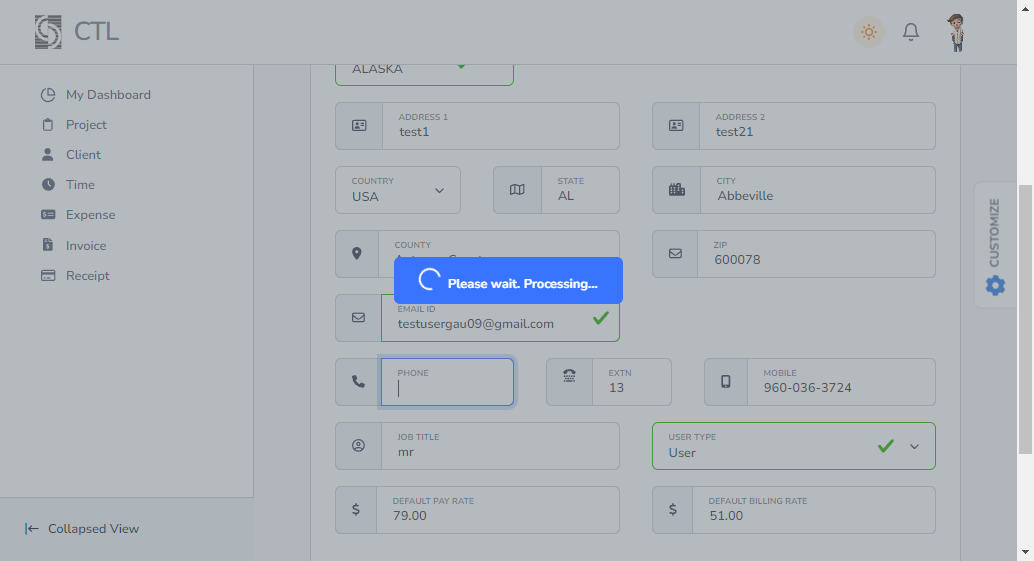 CTL
My Dashboard
Project
Client
Time
Expense
Invoice
Receipt
Collapsed View
ALASKA
ADDRESS 1
test1
ADDRESS 2
test21
COUNTRY
USA
STATE
AL
CITY
Abbeville
COUNTY
ZIP
600078
Please wait. Processing...
EMAIL ID
testusergau09@gmail.com
PHONE
EXTN
13
MOBILE
960-036-3724
JOB TITLE
mr
USER TYPE
User
DEFAULT PAY RATE
79.00
DEFAULT BILLING RATE
51.00
CUSTOMIZE